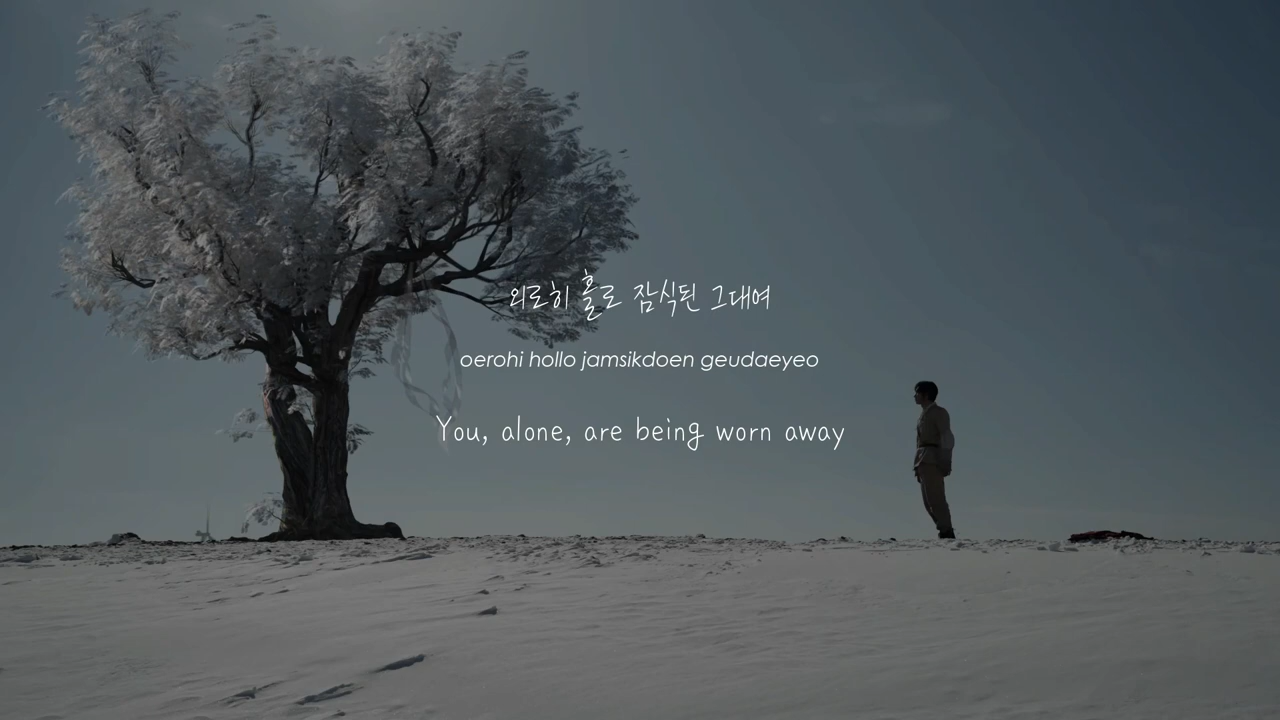 외로히 홀로 잠식된 그대여
oerohi hollo jamsikdoen geudaeyeo
You, alone, are being worn away